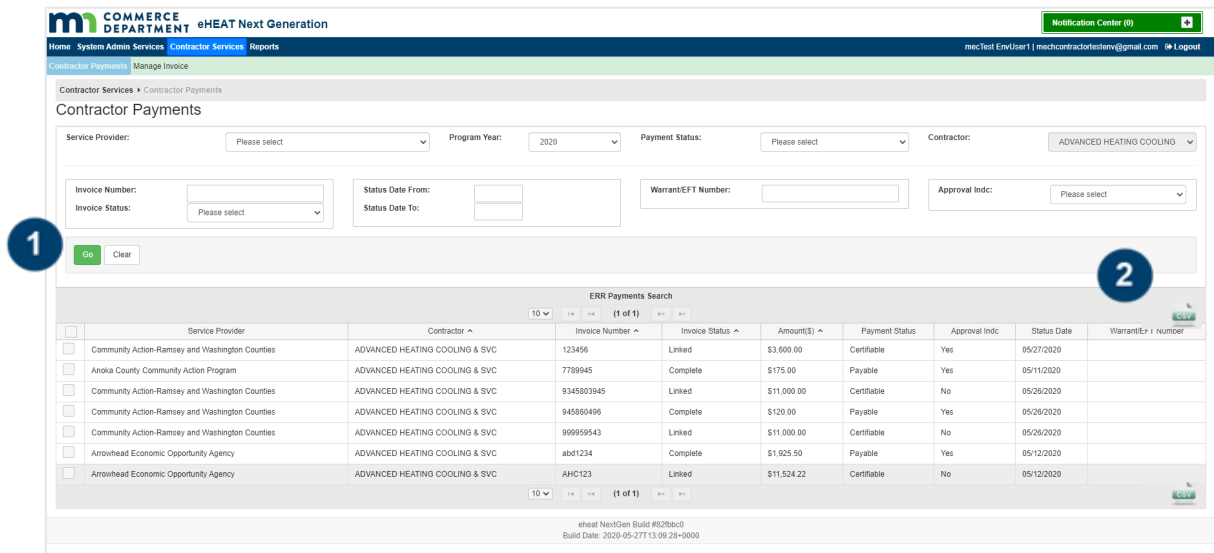 COMMERCE
DEPARTMENT
eHEAT Next Generation
Notification Center (0)
Home System Admin Services Contractor Services Reports
mecTest EnvUser1 | mechcontractortestenv@gmail.com Logout
Contractor Payments Manage Invoice
Contractor Services Contractor Payments
Contractor Payments
Service Provider: Please select Program Year: 2020 Payment Status: Please select Contractor: ADVANCED HEATING COOLING
Invoice Number: Status Date From: Warrant/EFT Number: Approval Indc: Please select
Invoice Status: Please select Status Date To:
1
Go Clear
2
ERR Payments Search
10 (1 of 1)
CSV
Service Provider Contractor Invoice Number Invoice Status Amount($) Payment Status Approval Indc Status Date Warrant/EFT Number
Community Action-Ramsey and Washington Counties ADVANCED HEATING COOLING & SVC 123456 Linked $3,600.00 Certifiable Yes 05/27/2020
Anoka County Community Action Program ADVANCED HEATING COOLING & SVC 7789945 Complete $175.00 Payable Yes 05/11/2020
Community Action-Ramsey and Washington Counties ADVANCED HEATING COOLING & SVC 9345803945 Linked $11,000.00 Certifiable No 05/26/2020
Community Action-Ramsey and Washington Counties ADVANCED HEATING COOLING & SVC 945860496 Complete $120.00 Payable Yes 05/26/2020
Community Action-Ramsey and Washington Counties ADVANCED HEATING COOLING & SVC 999959543 Linked $11,000.00 Certifiable No 05/26/2020
Arrowhead Economic Opportunity Agency ADVANCED HEATING COOLING & SVC abd1234 Complete $1,925.50 Payable Yes 05/12/2020
Arrowhead Economic Opportunity Agency ADVANCED HEATING COOLING & SVC AHC123 Linked $11,524.22 Certifiable No 05/12/2020
10 (1 of 1)
CSV
eheat NextGen Build #82fbbc0
Build Date: 2020-05-27T13:09:28+0000